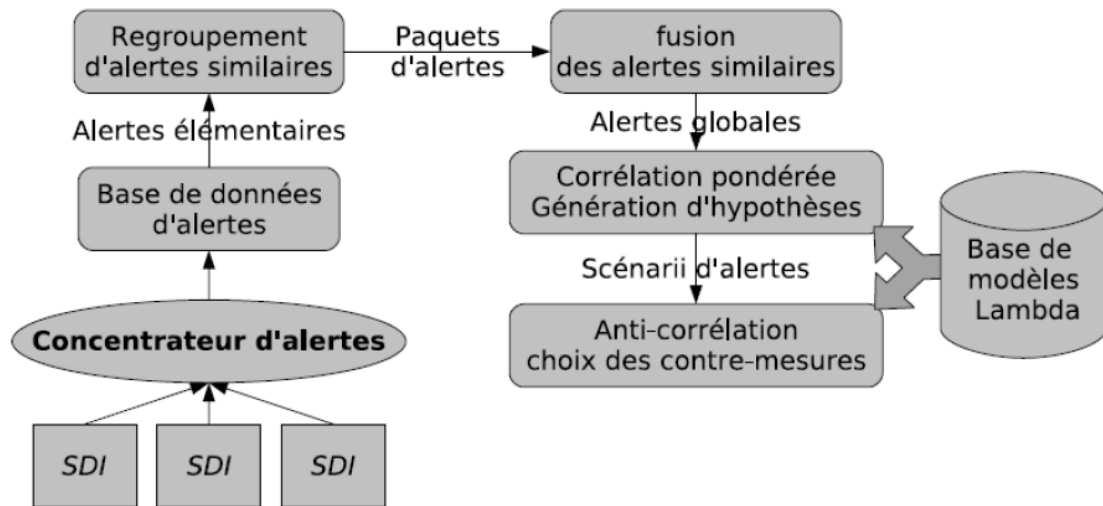 Regroupement
d'alertes similaires
Paquets
d'alertes
fusion
des alertes similaires
Alertes élémentaires
Alertes globales
Base de données
d'alertes
Corrélation pondérée
Génération d'hypothèses
Base de
modèles
Lambda
Scénarii d'alertes
Concentrateur d'alertes
Anti-corrélation
choix des contre-mesures
SDI
SDI
SDI